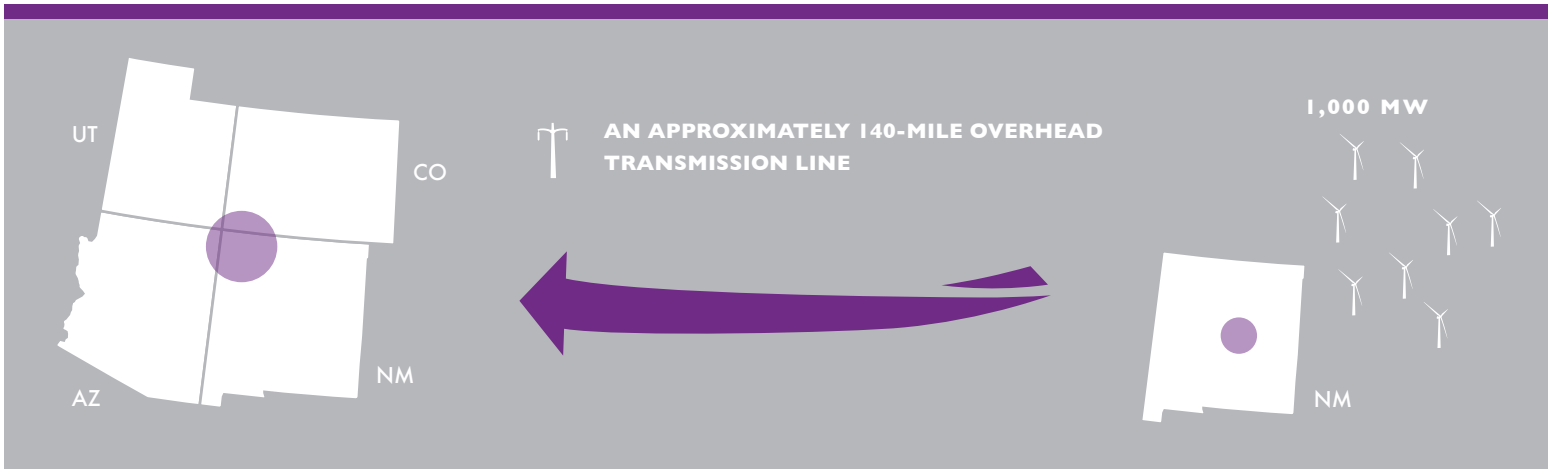 UT
CO
AZ
NM
AN APPROXIMATELY 140-MILE OVERHEAD
TRANSMISSION LINE
1,000 MW
NM